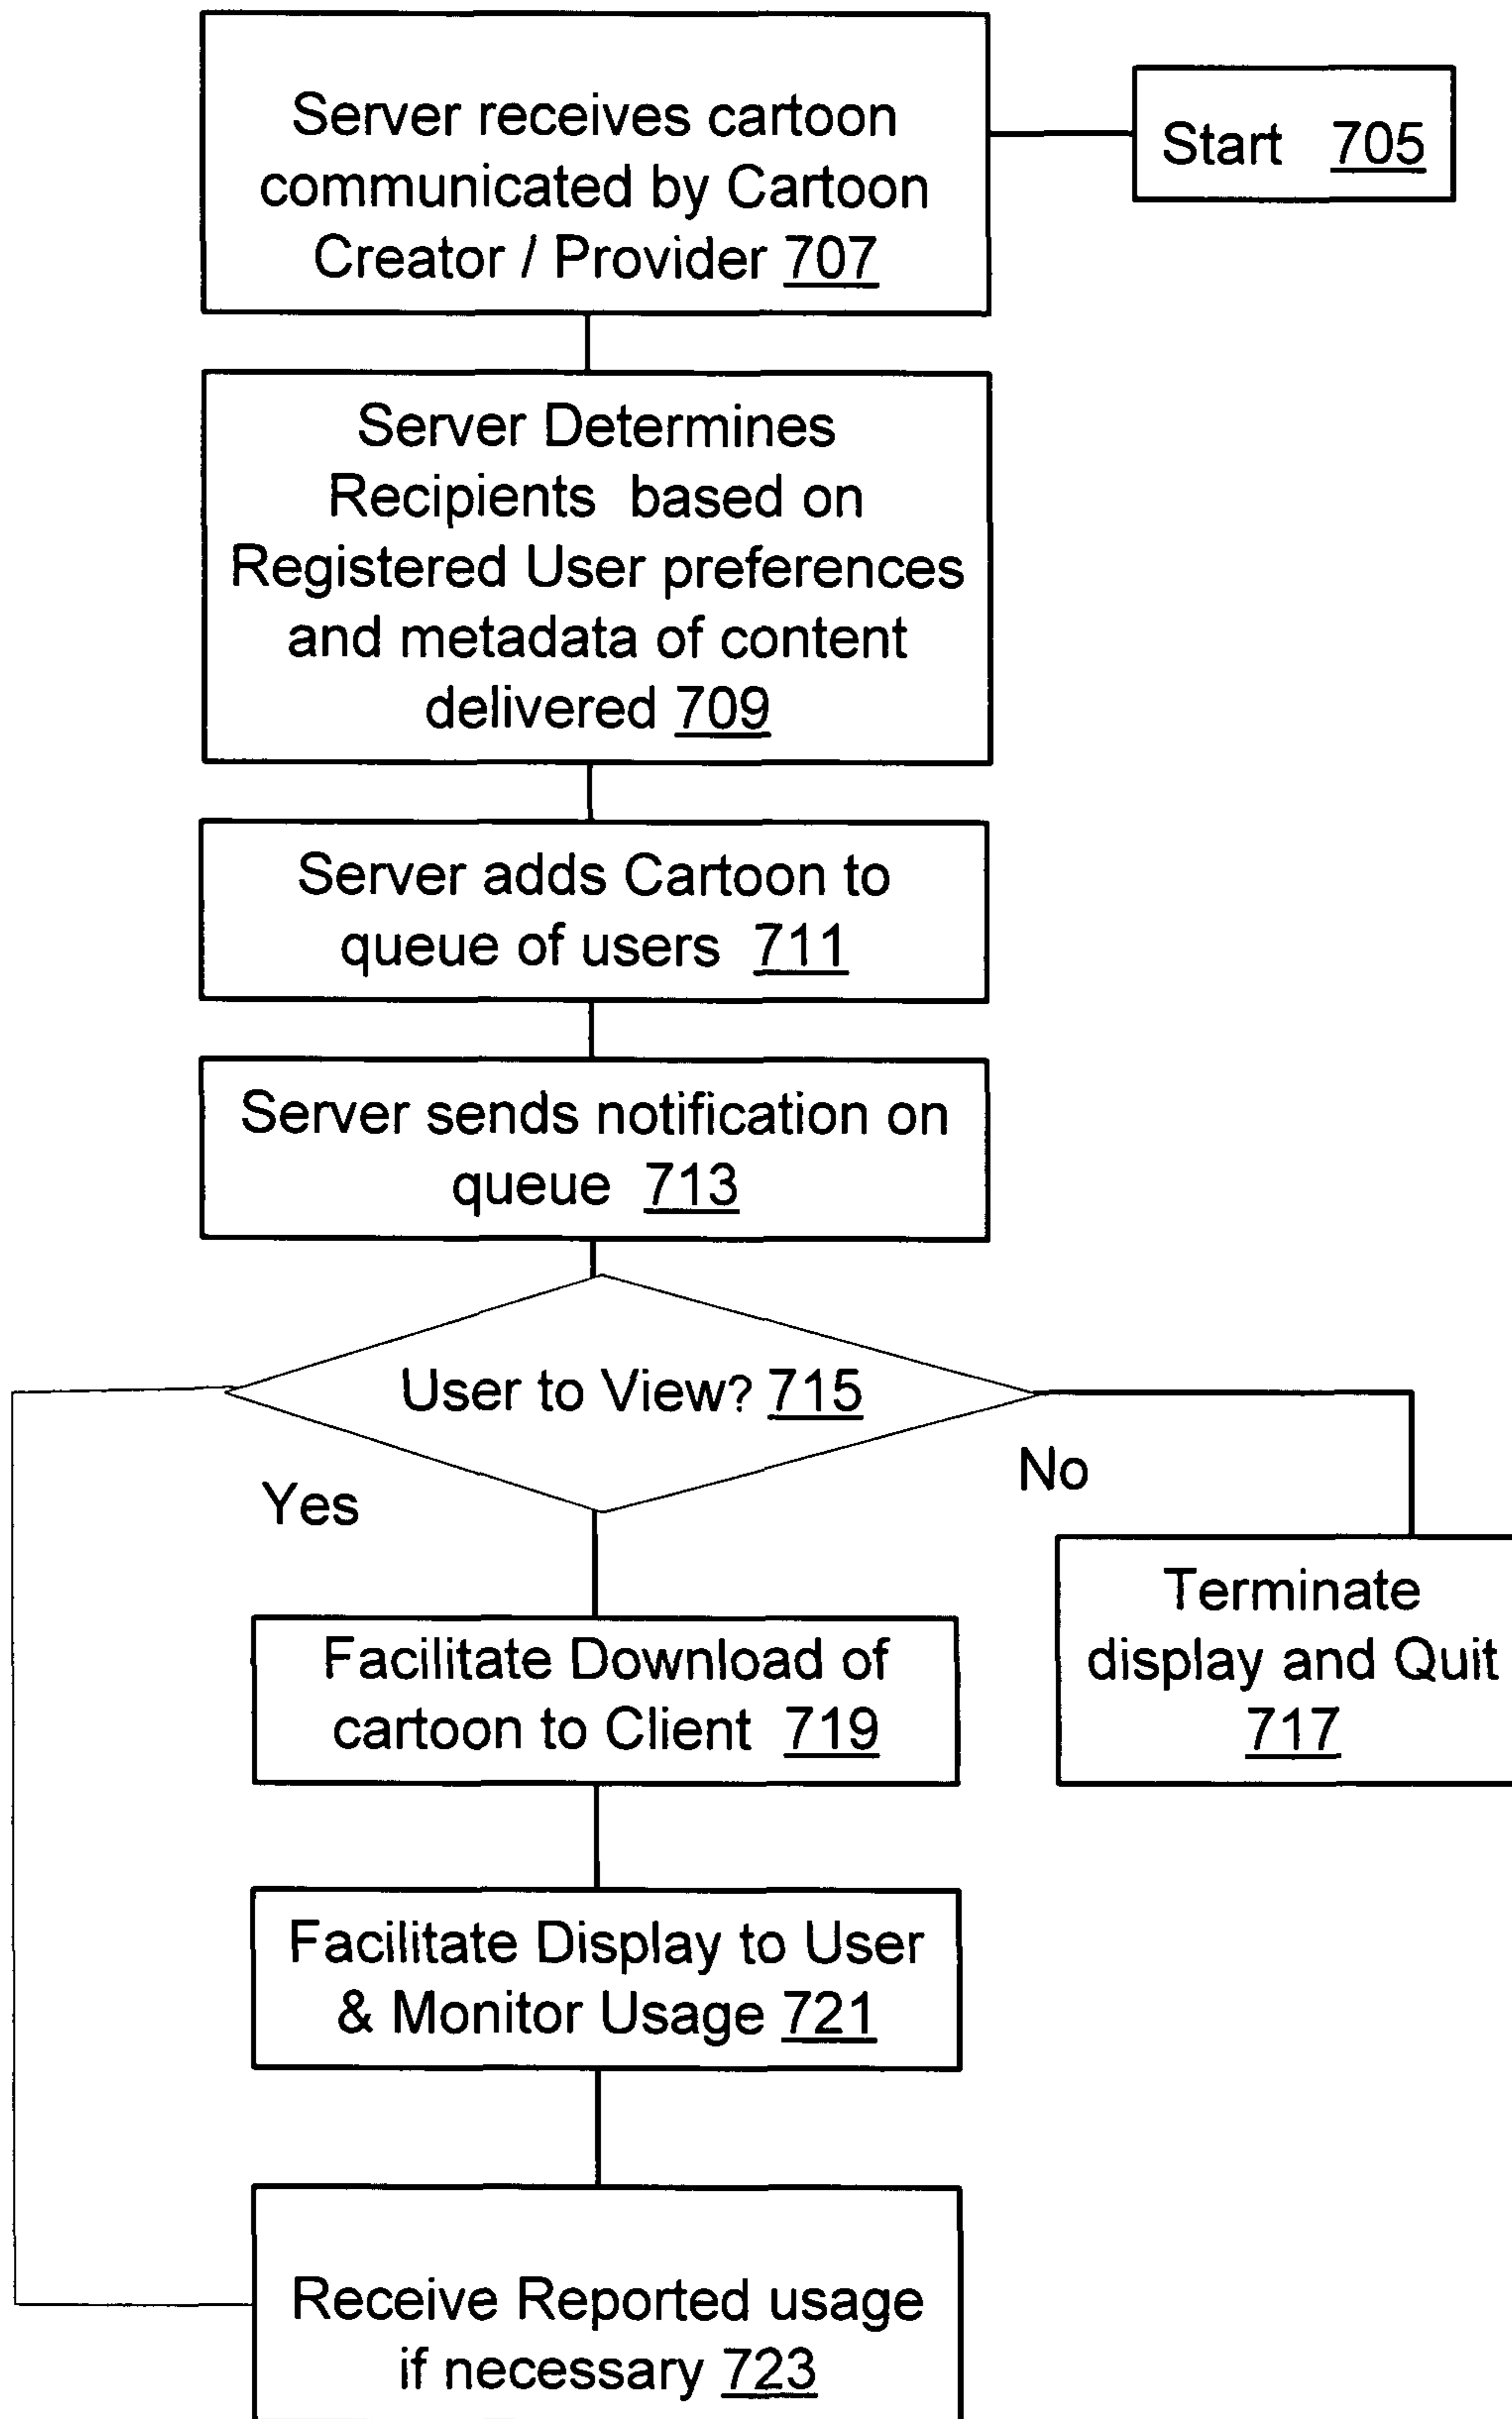 Server receives cartoon
communicated by Cartoon
Creator / Provider 707
Start 705
Server Determines
Recipients based on
Registered User preferences
and metadata of content
delivered 709
Server adds Cartoon to
queue of users 711
Server sends notification on
queue 713
User to View? 715
Yes
No
Terminate
display and Quit
717
Facilitate Download of
cartoon to Client 719
Facilitate Display to User
& Monitor Usage 721
Receive Reported usage
if necessary 723